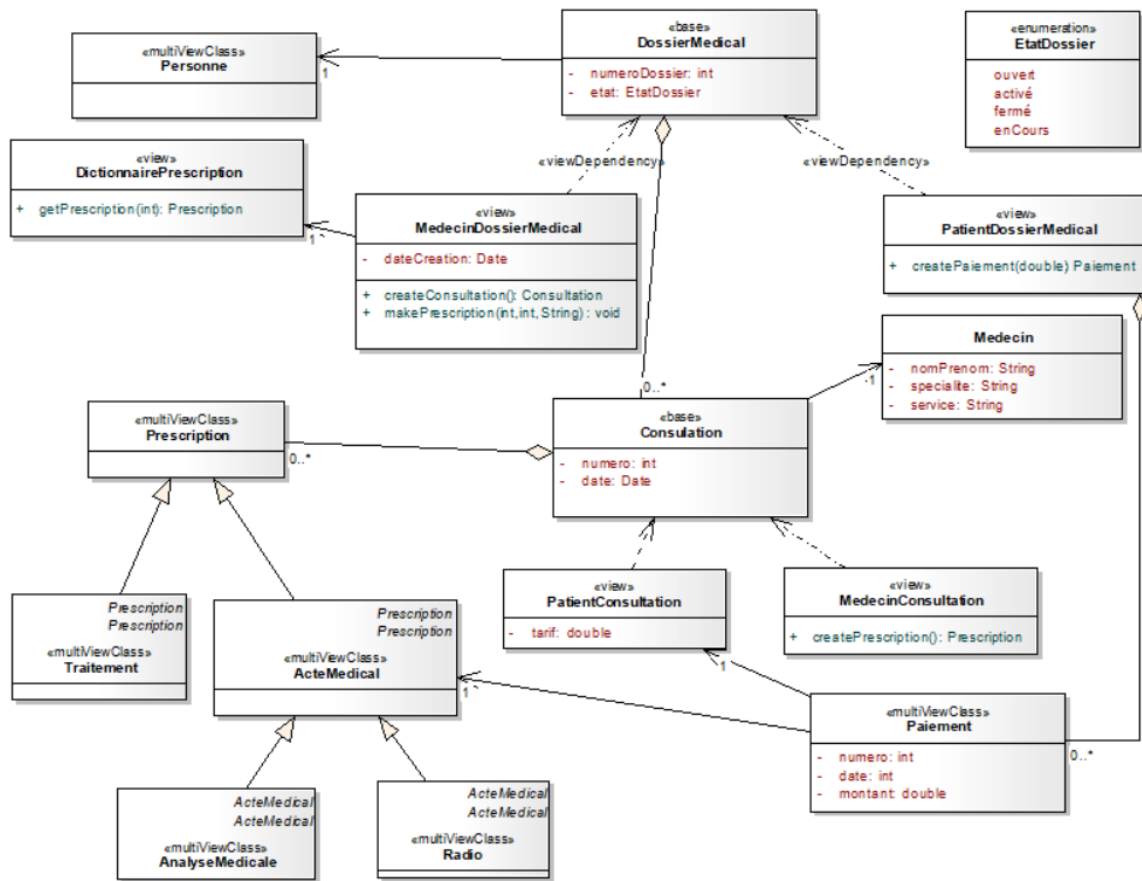 «multiViewClass»
Personne
1
«base»
DossierMedical
- numeroDossier: int
- etat: EtatDossier
«enumeration»
EtatDossier
ouvert
activé
fermé
enCours
«view»
DictionnairePrescription
+ getPrescription(int): Prescription
1
«viewDependency»
«viewDependency»
«view»
MedecinDossierMedical
- dateCreation: Date
+ createConsultation(): Consultation
+ makePrescription(int,int,String) : void
«view»
PatientDossierMedical
+ createPaiement(double) Paiement
Medecin
- nomPrenom: String
- specialite: String
- service: String
1
0..*
«multiViewClass»
Prescription
0..*
«base»
Consulation
- numero: int
- date: Date
«view»
PatientConsultation
- tarif: double
1
«view»
MedecinConsultation
+ createPrescription(): Prescription
Prescription
Prescription
«multiViewClass»
Traitement
Prescription
Prescription
«multiViewClass»
ActeMedical
1
«multiViewClass»
Paiement
- numero: int
- date: int
- montant: double
0..*
ActeMedical
ActeMedical
«multiViewClass»
AnalyseMedicale
ActeMedical
ActeMedical
«multiViewClass»
Radio